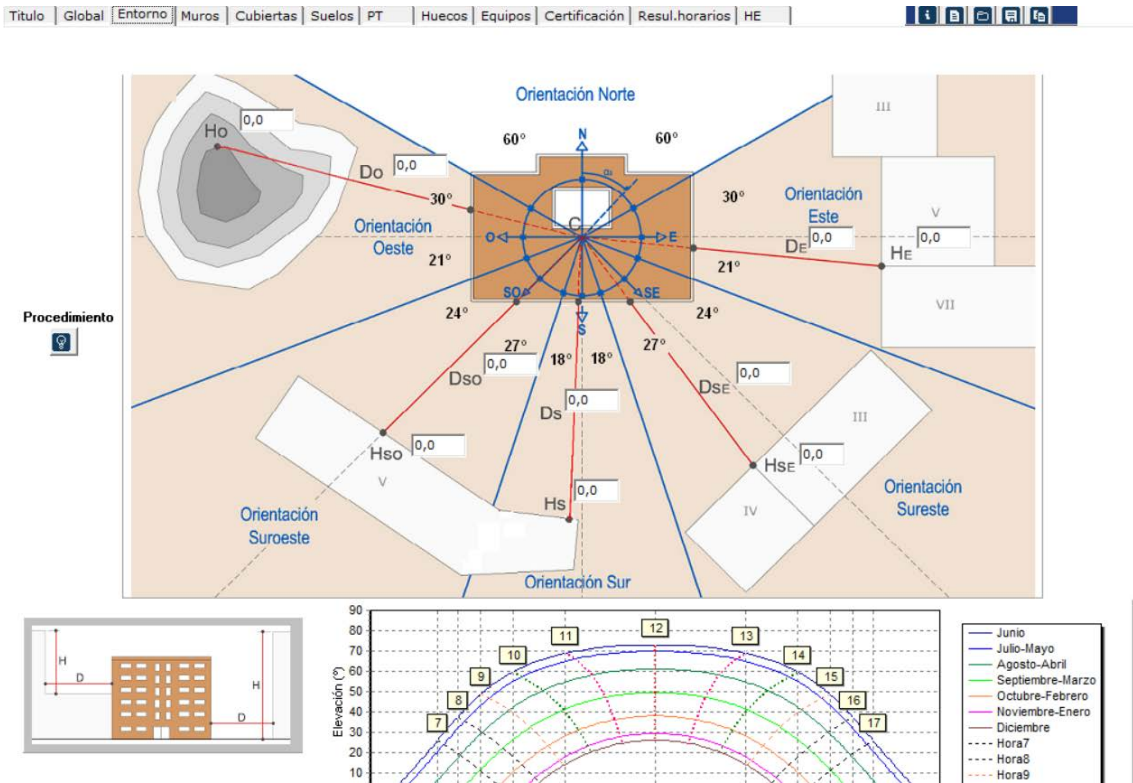 Titulo Global Entorno Muros Cubiertas Suelos PT Huecos Equipos Certificación Resul.horarios HE
Orientación Norte
III
Ho 0,0
60° N 60°
Do 0,0
30° 30°
Orientación Oeste
C
Orientación Este
V
O E
DE 0,0
HE 0,0
21° 21°
SO SE
VII
24° S 24°
Procedimiento
27° 18° 18° 27°
Dso 0,0
DSE 0,0
Ds 0,0
III
Hso 0,0
HSE 0,0
V
Hs 0,0
IV
Orientación Suroeste
Orientación Sureste
Orientación Sur
H
D
H
D
Elevación (°)
90
80
70
60
50
40
30
20
10
7
8
9
10
11
12
13
14
15
16
17
Junio
Julio-Mayo
Agosto-Abril
Septiembre-Marzo
Octubre-Febrero
Noviembre-Enero
Diciembre
Hora7
Hora8
Hora9